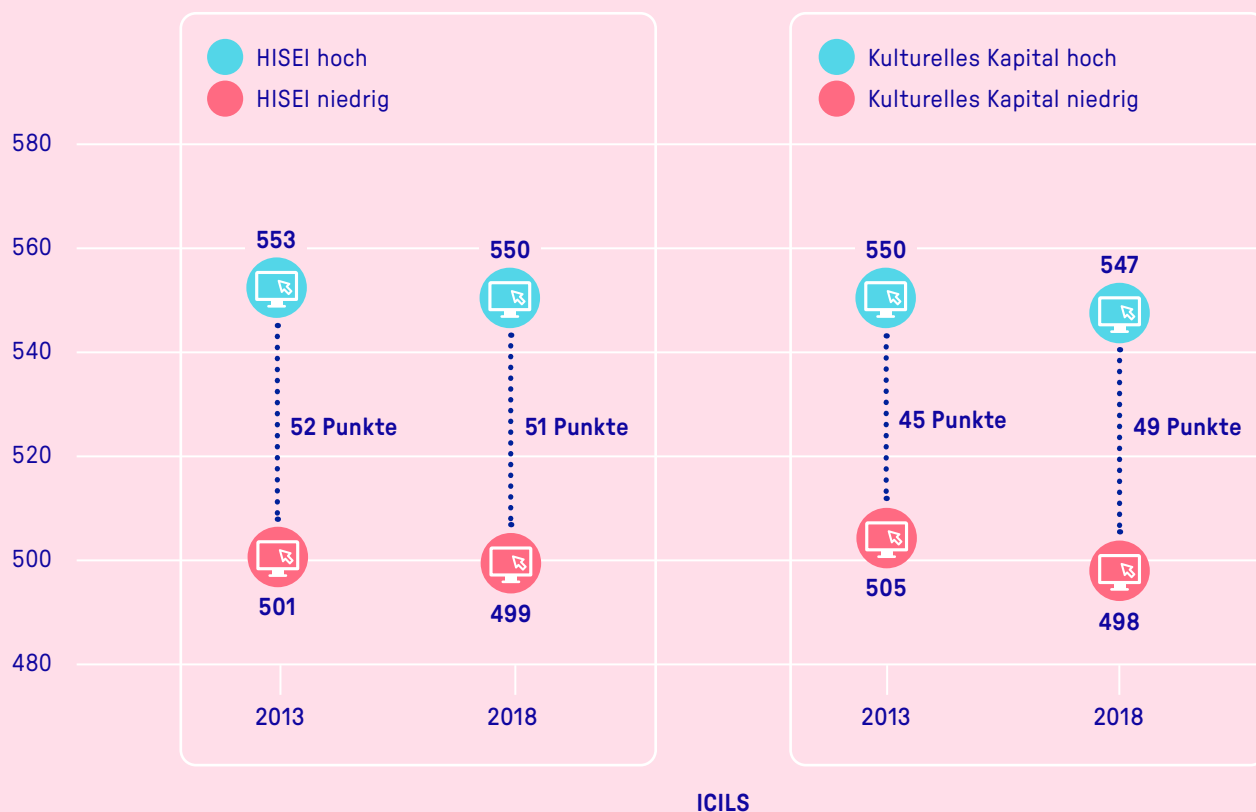 HISEI hoch
HISEI niedrig
Kulturelles Kapital hoch
Kulturelles Kapital niedrig
580
560
540
520
500
480
553
550
52 Punkte
51 Punkte
501
499
2013
2018
550
547
45 Punkte
49 Punkte
505
498
2013
2018
ICILS